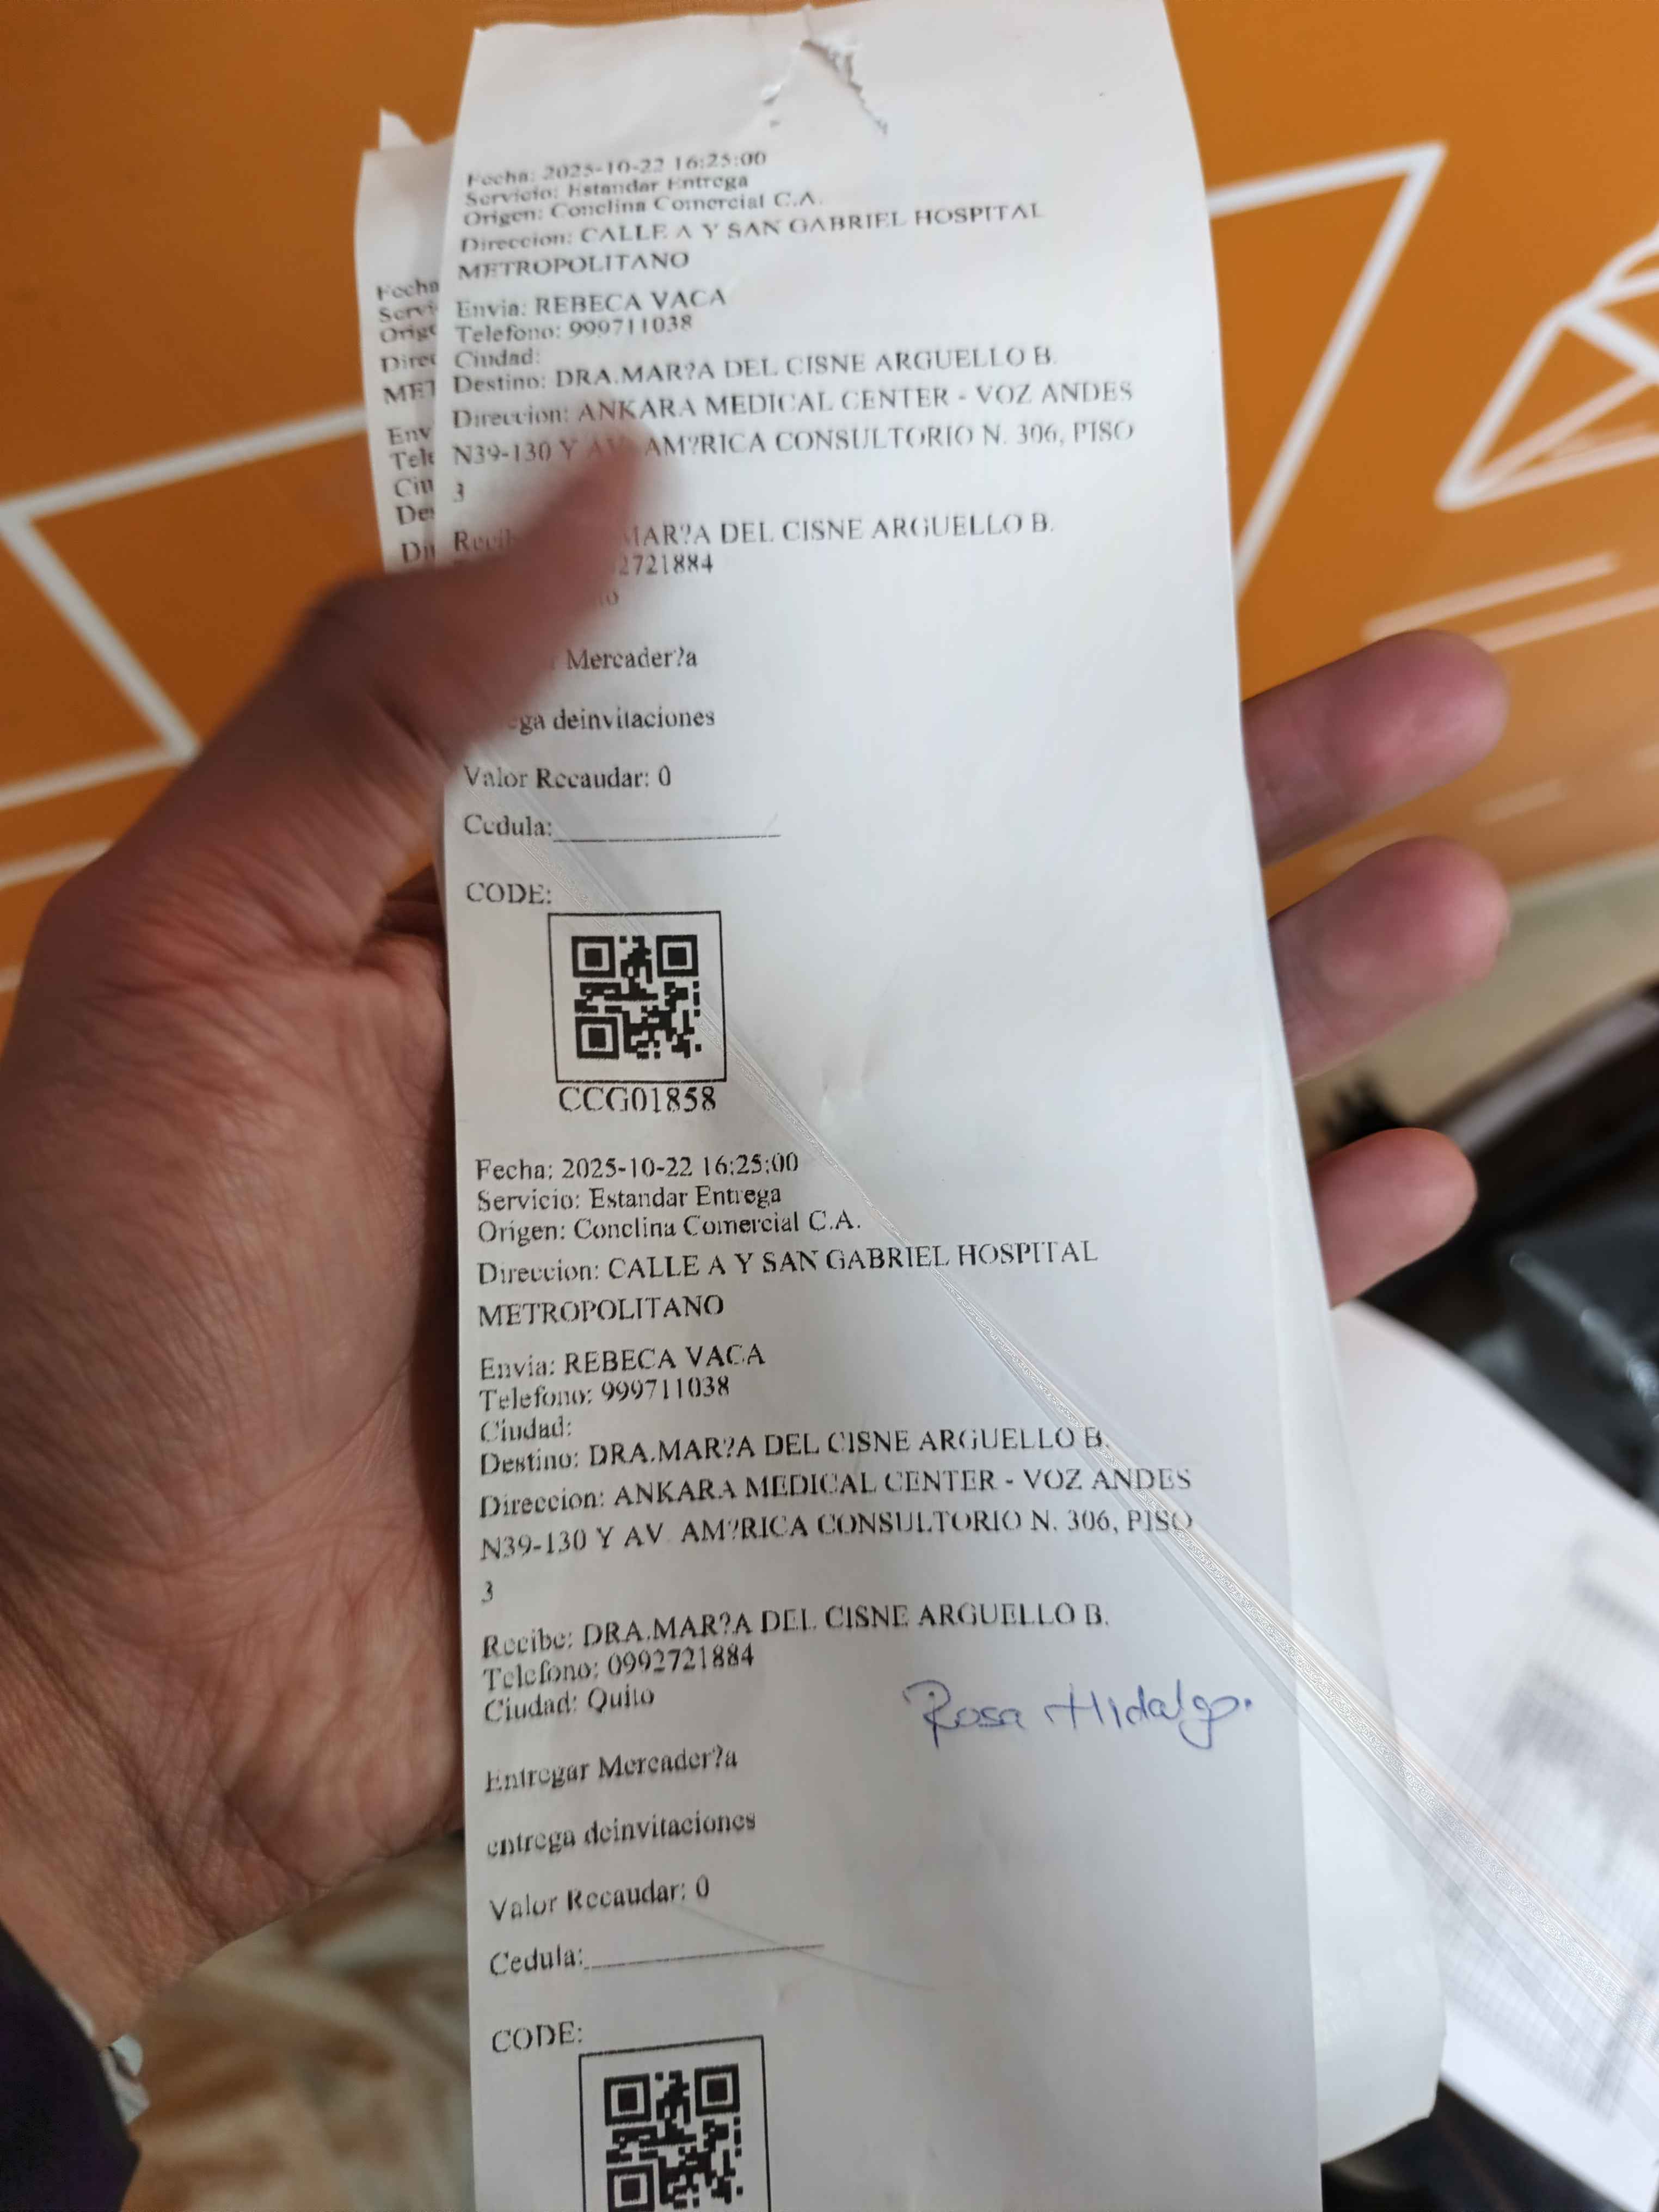 Fecha: 2025-10-22 16:25:00
Servicio: Estandar Entrega
Origen: Conclina Comercial C.A.
Direccion: CALLE A Y SAN GABRIEL HOSPITAL
METROPOLITANO
Envia: REBECA VACA
Telefono: 999711038
Ciudad:
Destino: DRA.MAR?A DEL CISNE ARGUELLO B.
Direccion: ANKARA MEDICAL CENTER - VOZ ANDES
N39-130 Y AV. AM?RICA CONSULTORIO N. 306, PISO
3
MAR?A DEL CISNE ARGUELLO B.
2721884
Mercader?a
deinvitaciones
Valor Recaudar: 0
Cedula:
CODE:
CCG01858
Fecha: 2025-10-22 16:25:00
Servicio: Estandar Entrega
Origen: Conclina Comercial C.A.
Direccion: CALLE A Y SAN GABRIEL HOSPITAL
METROPOLITANO
Envia: REBECA VACA
Telefono: 999711038
Ciudad:
Destino: DRA.MAR?A DEL CISNE ARGUELLO B.
Direccion: ANKARA MEDICAL CENTER - VOZ ANDES
N39-130 Y AV. AM?RICA CONSULTORIO N. 306, PISO
3
Recibe: DRA.MAR?A DEL CISNE ARGUELLO B.
Telefono: 0992721884
Ciudad: Quito
Rosa Hidalgo.
Entregar Mercader?a
entrega deinvitaciones
Valor Recaudar: 0
Cedula:
CODE: